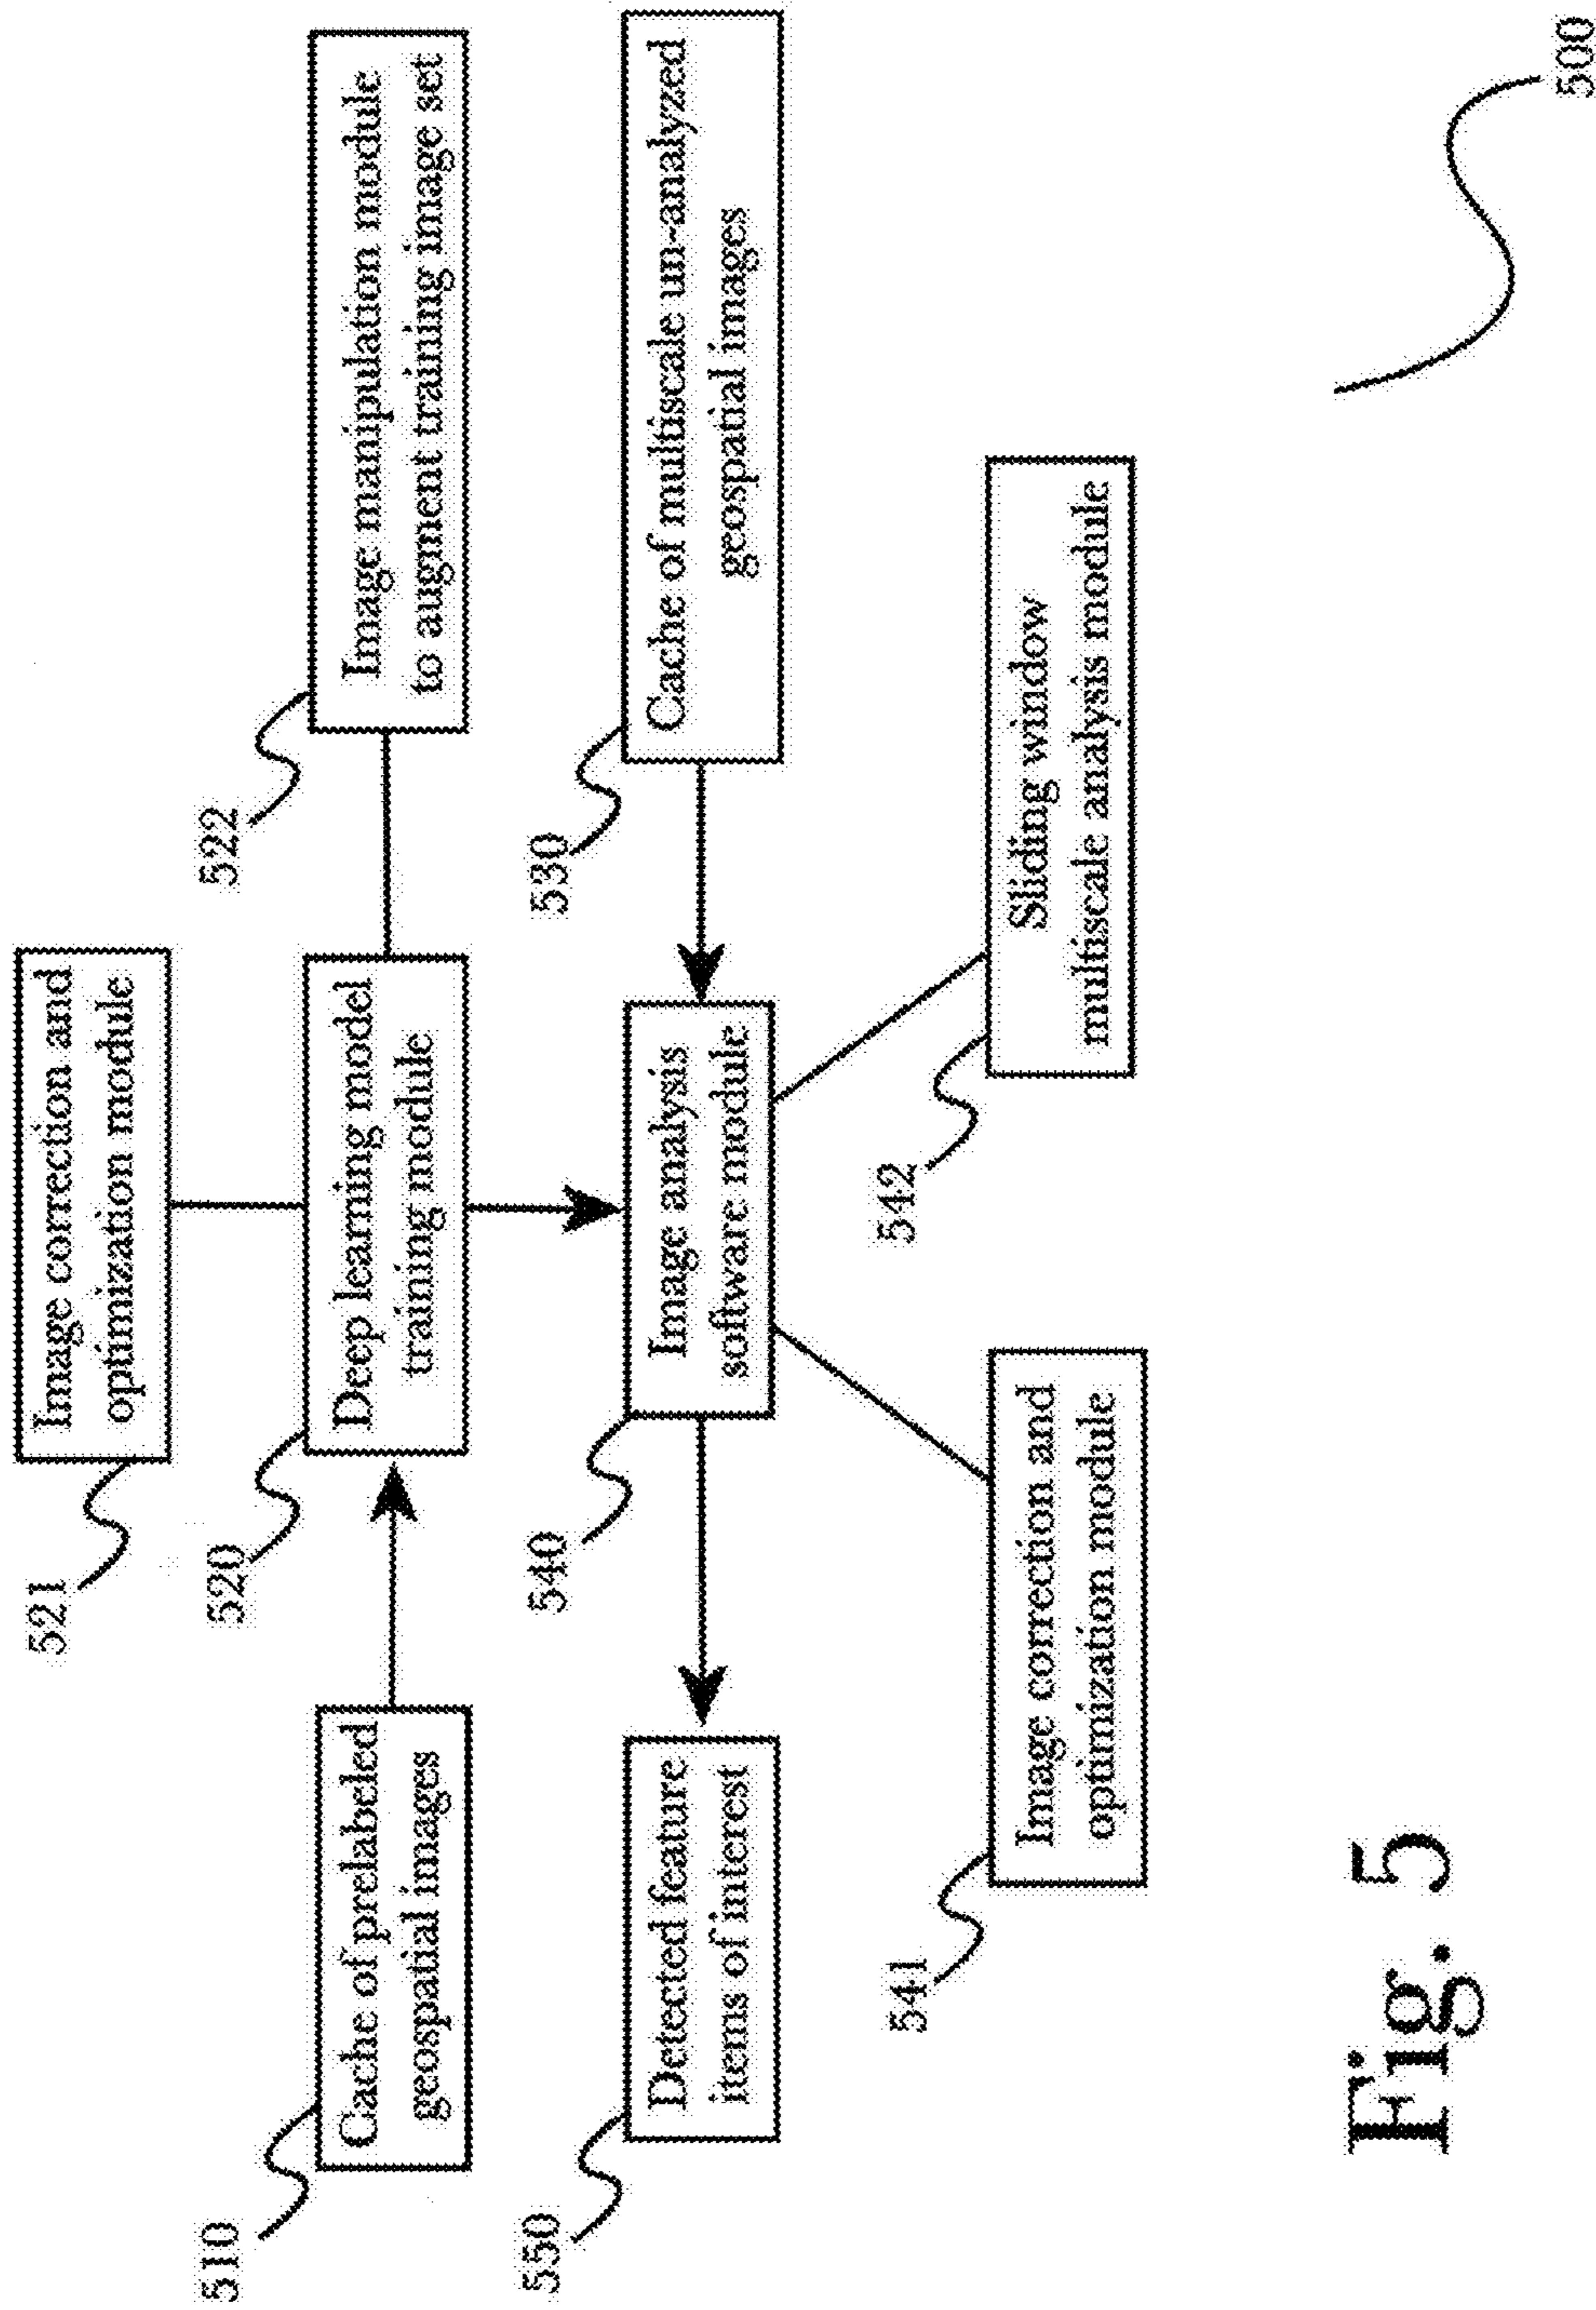 521
Image correction and
optimization module
510
Cache of prelabeled
geospatial images
520
Deep learning model
training module
522
Image manipulation module
to augment training image set
550
Detected feature
items of interest
540
Image analysis
software module
530
Cache of multiscale un-analyzed
geospatial images
541
Image correction and
optimization module
542
Sliding window
multiscale analysis module
Fig. 5
500